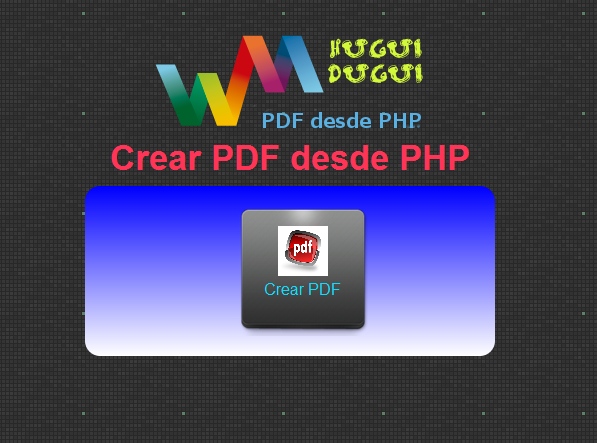 HUGUI
DUGUI
PDF desde PHP
Crear PDF desde PHP
pdf
Crear PDF